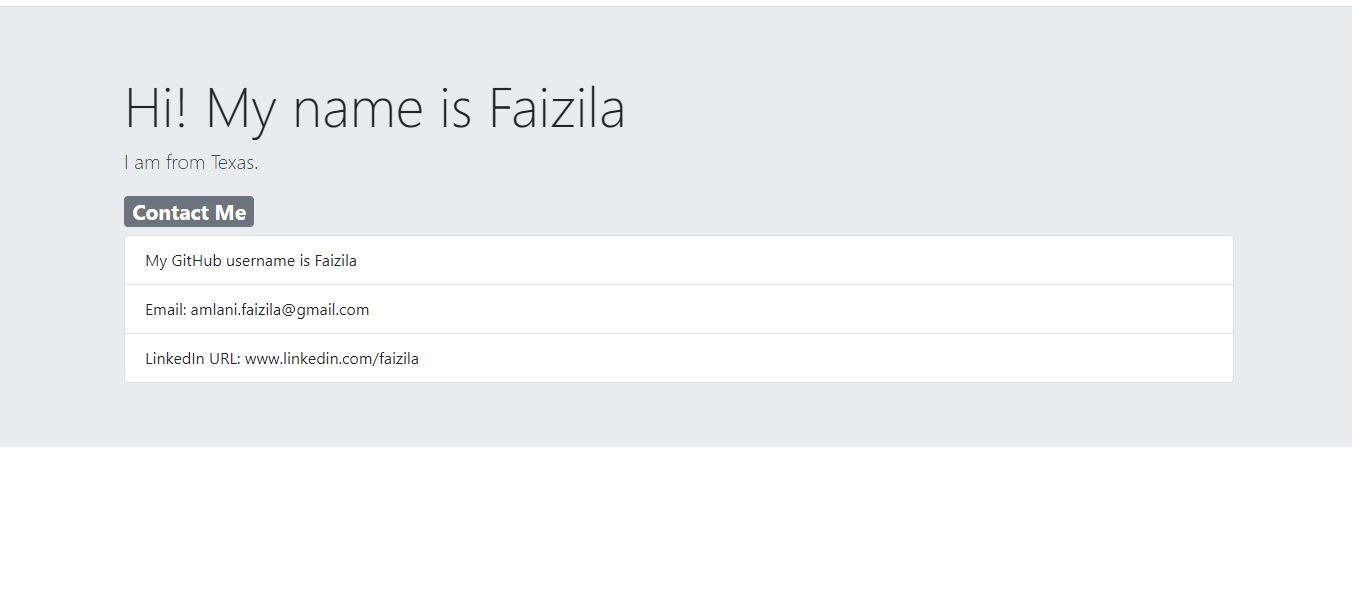 Hi! My name is Faizila
I am from Texas.
Contact Me
My GitHub username is Faizila
Email: amlani.faizila@gmail.com
LinkedIn URL: www.linkedin.com/faizila